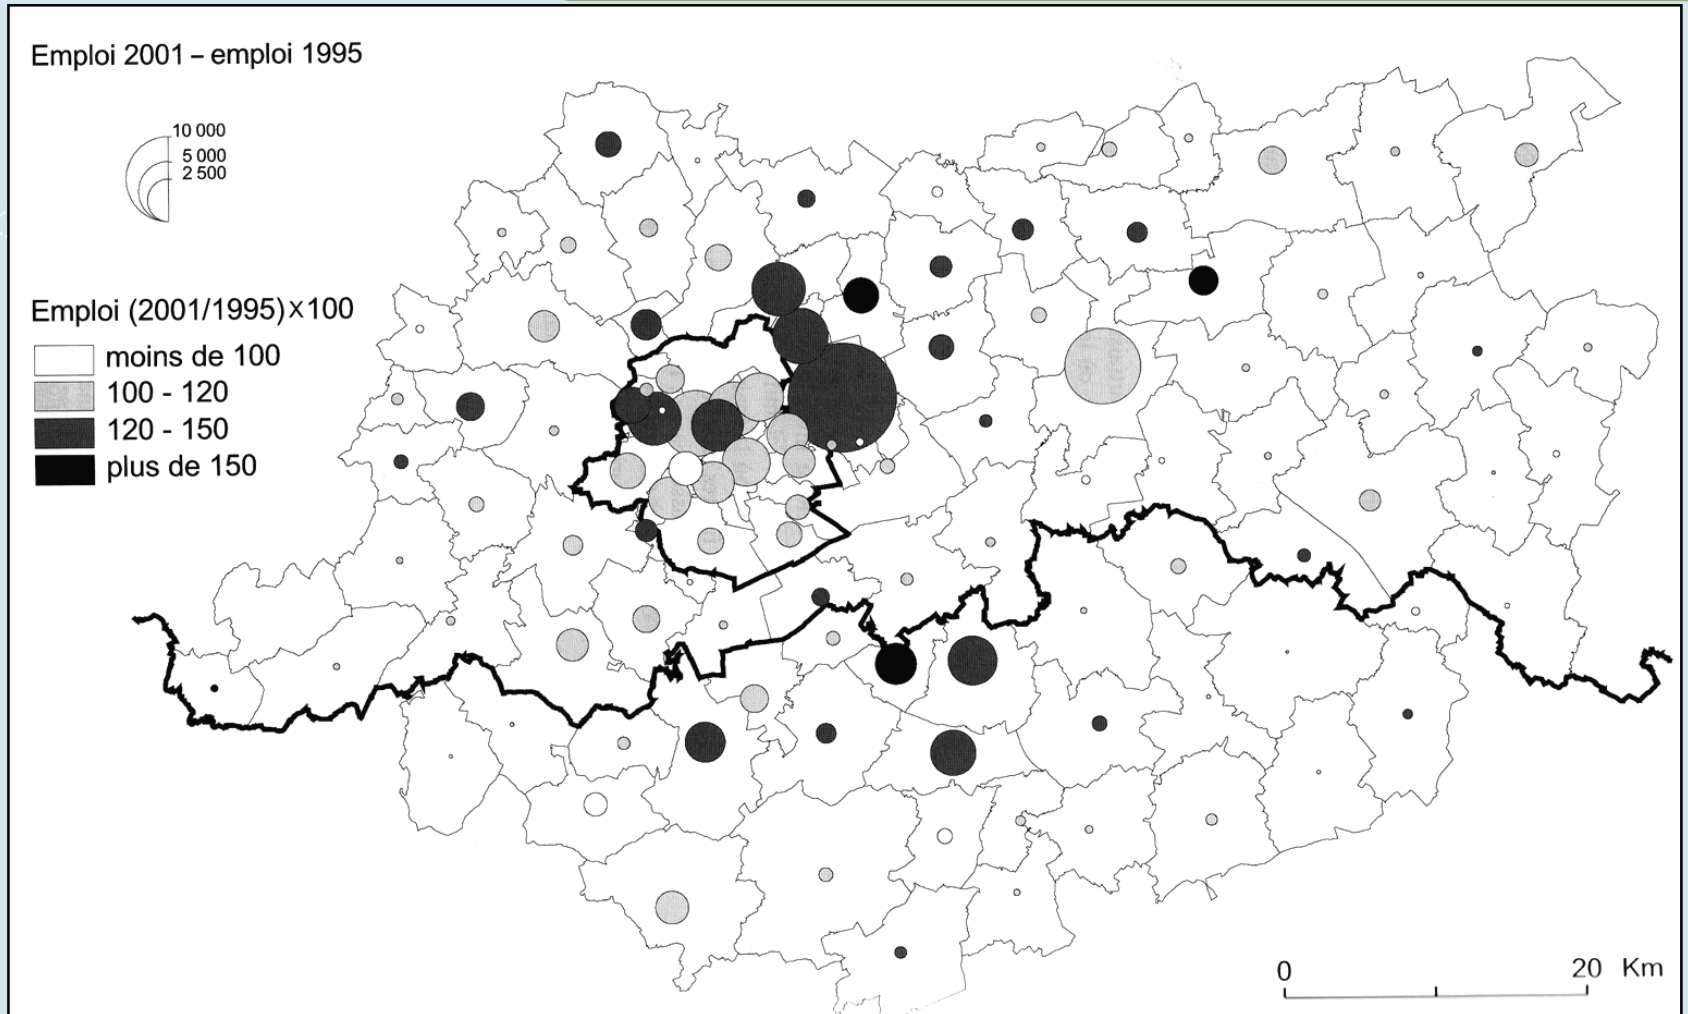 Emploi 2001 – emploi 1995
10 000
5 000
2 500
Emploi (2001/1995)x100
moins de 100
100 - 120
120 - 150
plus de 150
0 20 Km